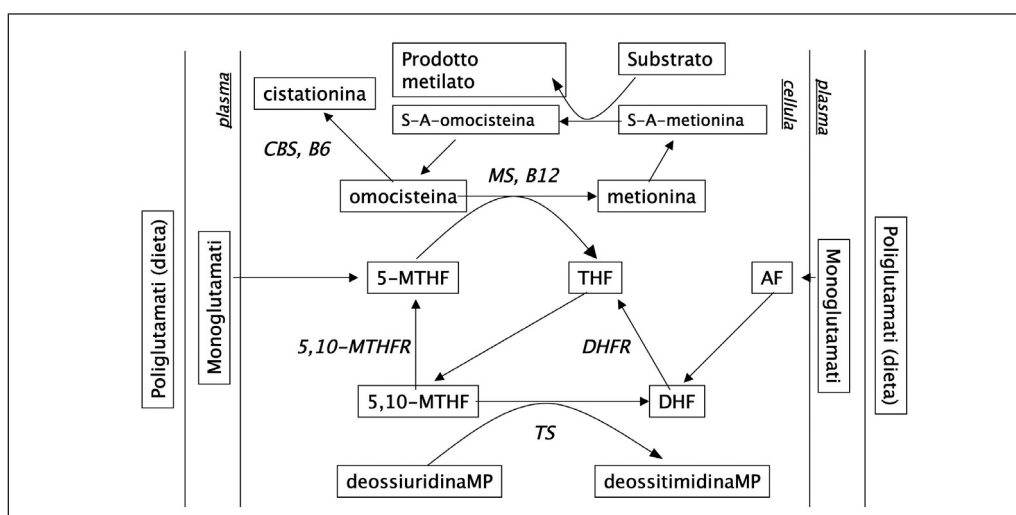 Prodotto
metilato
Substrato
cistationina
plasma
cellula
plasma
S-A-omocisteina
S-A-metionina
CBS, B6
MS, B12
omocisteina
metionina
Poliglutamati (dieta)
Monoglutamati
5-MTHF
THF
AF
Monoglutamati
Poliglutamati (dieta)
5,10-MTHFR
DHFR
5,10-MTHF
DHF
TS
deossiuridinaMP
deossitimidinaMP